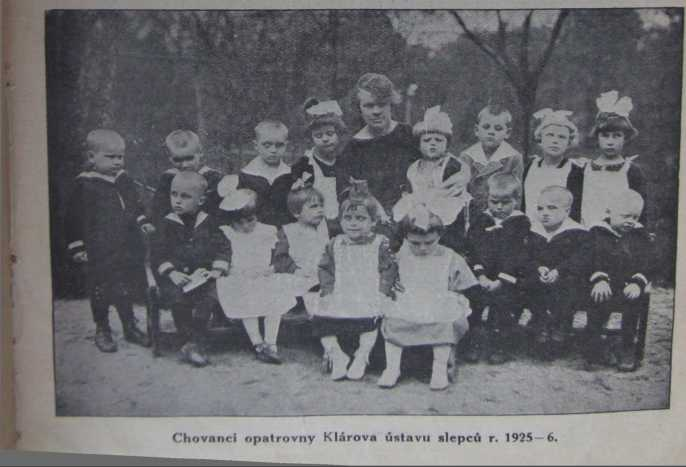 Chovanci opatrovny Klárova ústavu slepců r. 1925—6.